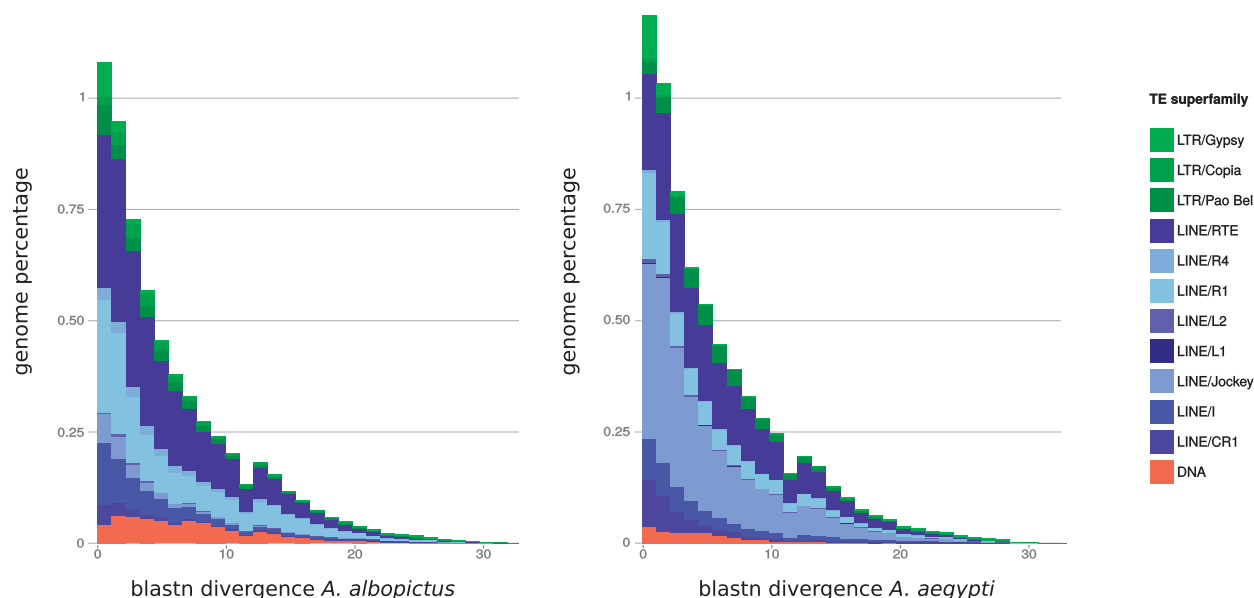 genome percentage
1
0.75
0.50
0.25
0
0
10
20
30
blastn divergence A. albopictus
genome percentage
1
0.75
0.50
0.25
0
0
10
20
30
blastn divergence A. aegypti
TE superfamily
LTR/Gypsy
LTR/Copia
LTR/Pao Bel
LINE/RTE
LINE/R4
LINE/R1
LINE/L2
LINE/L1
LINE/Jockey
LINE/I
LINE/CR1
DNA